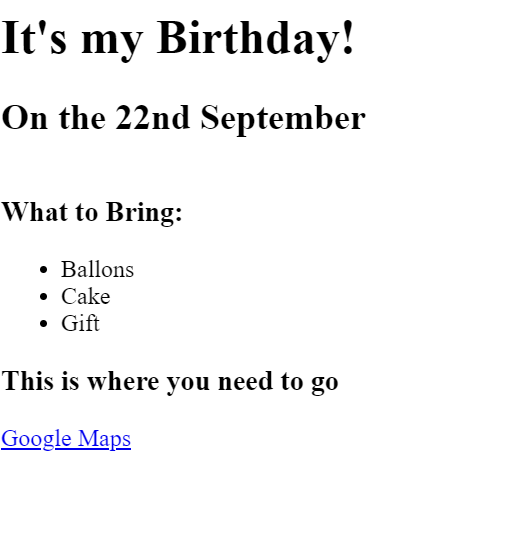 It's my Birthday!
On the 22nd September
What to Bring:
Ballons
Cake
Gift
This is where you need to go
Google Maps